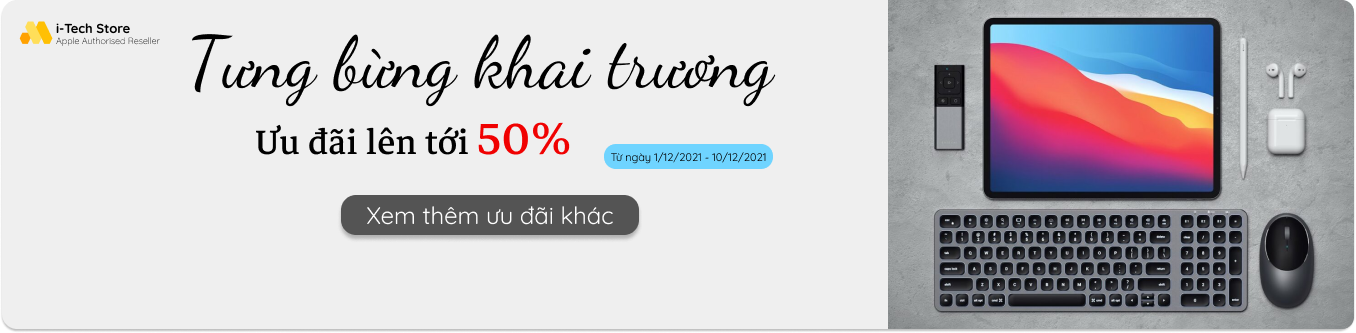 i-Tech Store
Apple Authorised Reseller
Tưng bừng khai trương
Ưu đãi lên tới 50%
Từ ngày 1/12/2021 - 10/12/2021
Xem thêm ưu đãi khác